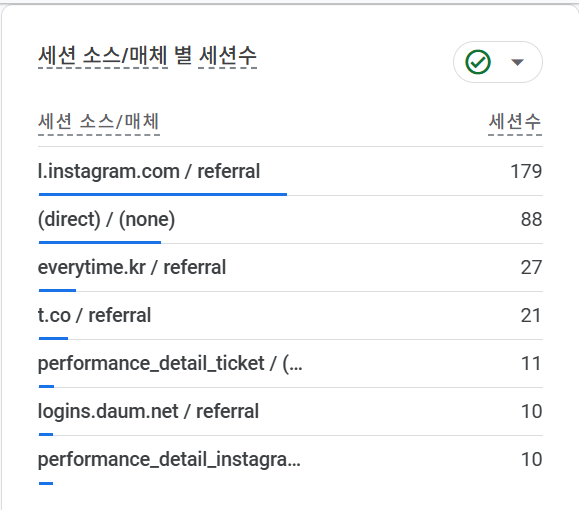 세션 소스/매체 별 세션수
세션 소스/매체 세션수
l.instagram.com / referral 179
(direct) / (none) 88
everytime.kr / referral 27
t.co / referral 21
performance_detail_ticket / (... 11
logins.daum.net / referral 10
performance_detail_instagra... 10